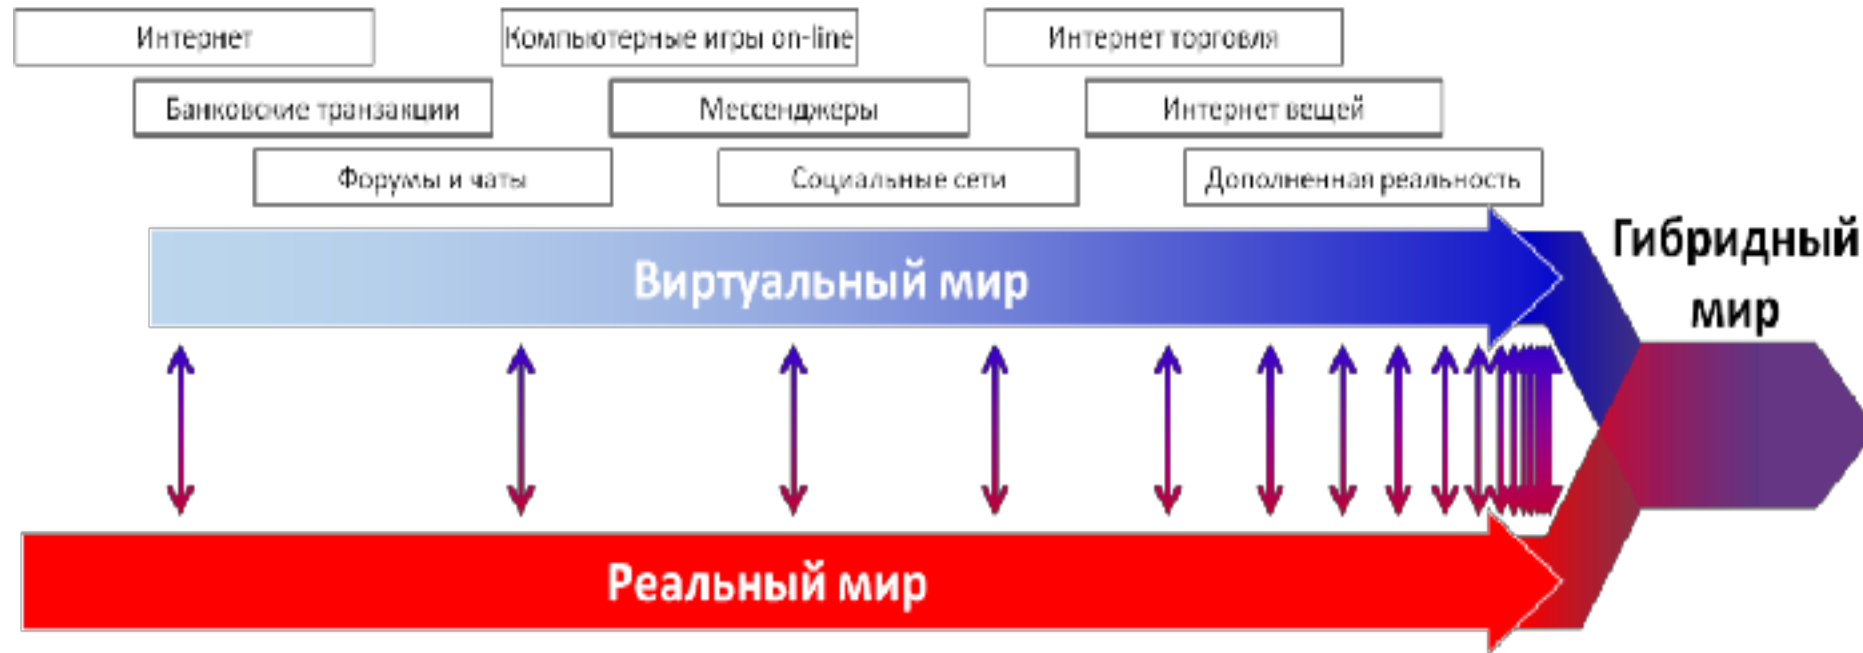 Интернет
Компьютерные игры on-line
Интернет торговля
Банковские транзакции
Мессенджеры
Интернет вещей
Форумы и чаты
Социальные сети
Дополненная реальность
Виртуальный мир
Гибридный
мир
Реальный мир